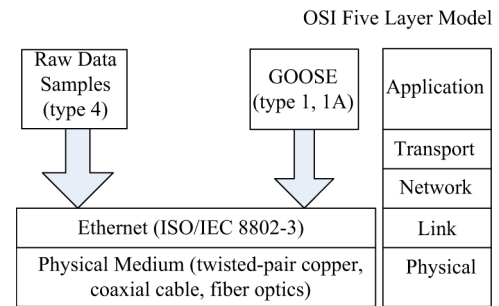 OSI Five Layer Model
Raw Data
Samples
(type 4)
GOOSE
(type 1, 1A)
Application
Transport
Network
Ethernet (ISO/IEC 8802-3)
Link
Physical Medium (twisted-pair copper,
coaxial cable, fiber optics)
Physical